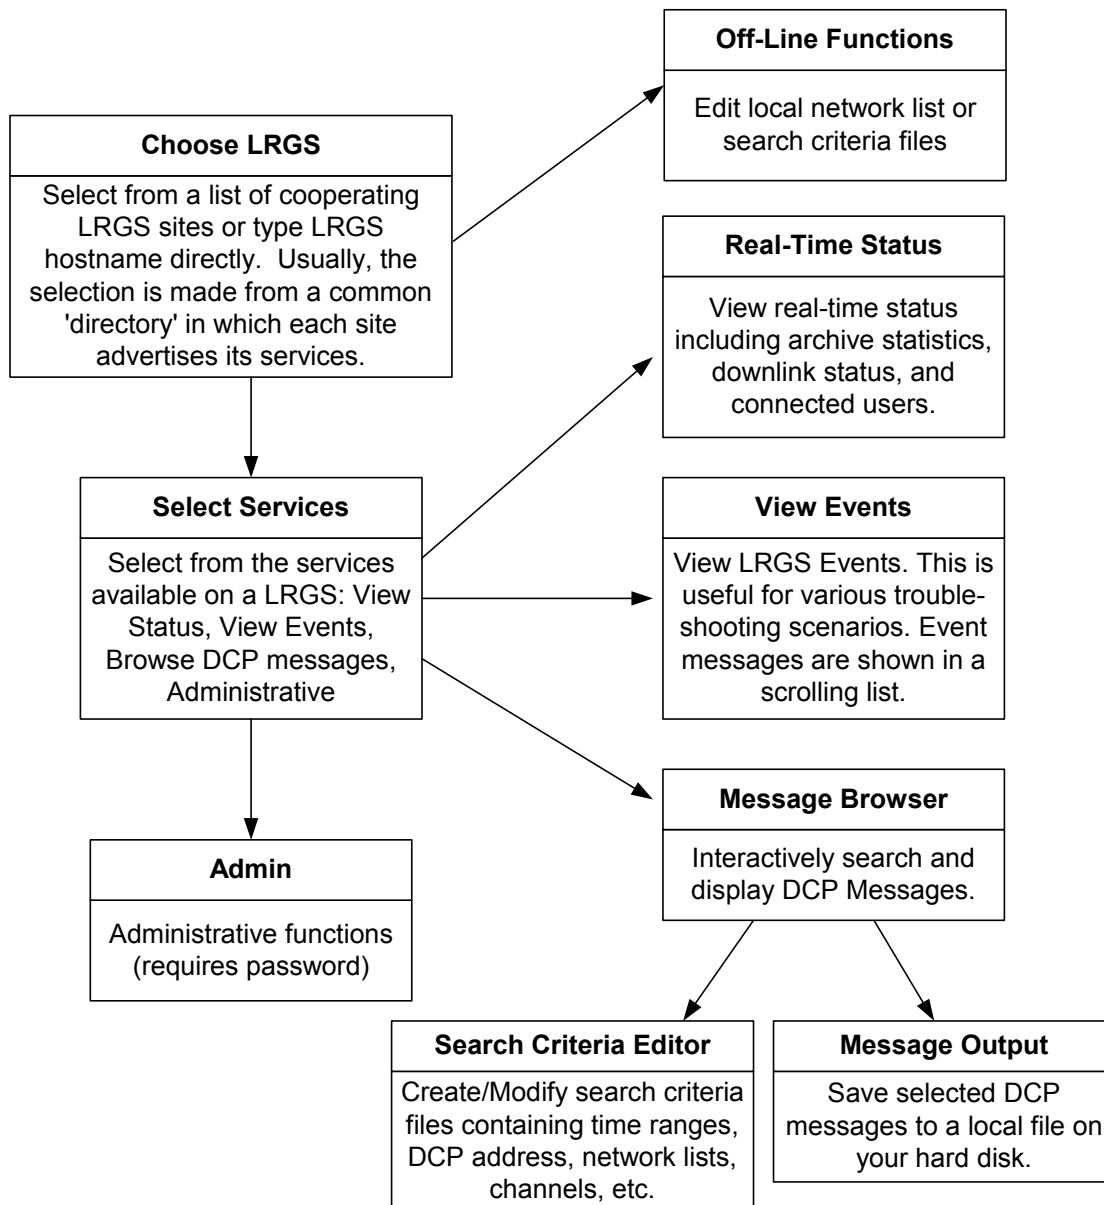 Off-Line Functions
Edit local network list or
search criteria files
Choose LRGS
Select from a list of cooperating
LRGS sites or type LRGS
hostname directly.  Usually, the
selection is made from a common
'directory' in which each site
advertises its services.
Real-Time Status
View real-time status
including archive statistics,
downlink status, and
connected users.
Select Services
Select from the services
available on a LRGS: View
Status, View Events,
Browse DCP messages,
Administrative
View Events
View LRGS Events. This is
useful for various trouble-
shooting scenarios. Event
messages are shown in a
scrolling list.
Message Browser
Interactively search and
display DCP Messages.
Admin
Administrative functions
(requires password)
Search Criteria Editor
Create/Modify search criteria
files containing time ranges,
DCP address, network lists,
channels, etc.
Message Output
Save selected DCP
messages to a local file on
your hard disk.